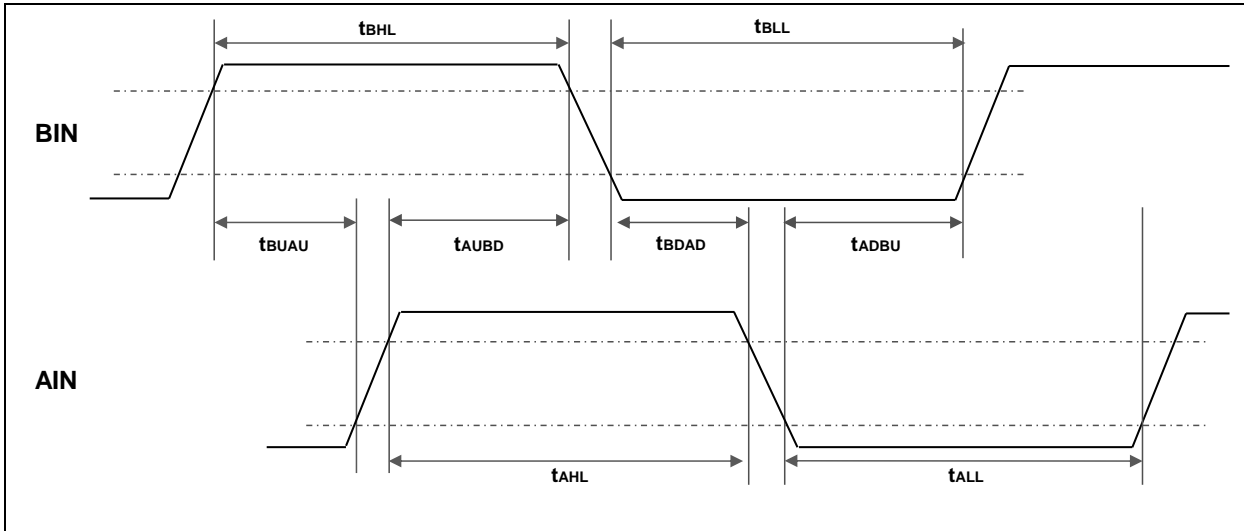 tBHL
tBLL
BIN
tBUAU
tAUBD
tBDAD
tADBU
AIN
tAHL
tALL